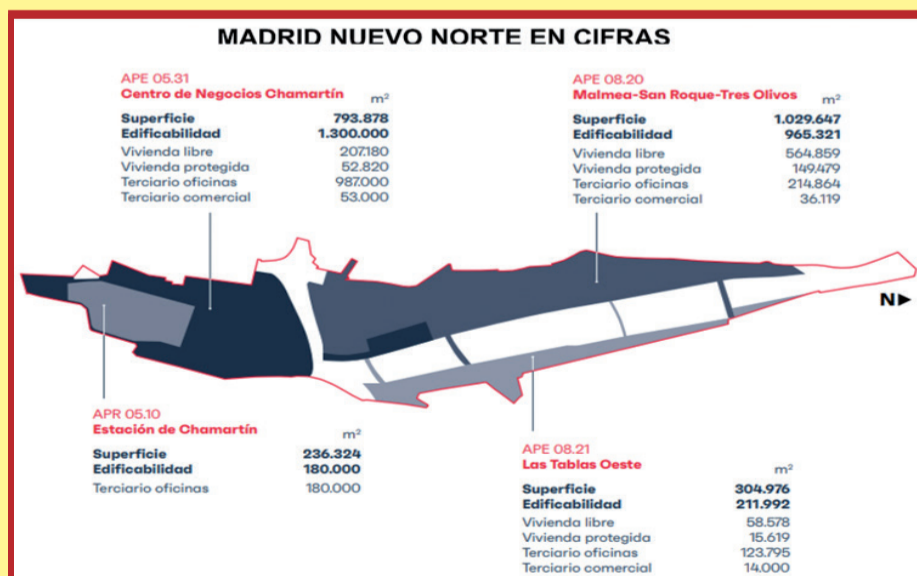 MADRID NUEVO NORTE EN CIFRAS
APE 05.31
Centro de Negocios Chamartín m²
Superficie 793.878
Edificabilidad 1.300.000
Vivienda libre 207.180
Vivienda protegida 52.820
Terciario oficinas 987.000
Terciario comercial 53.000
APE 08.20
Malmea-San Roque-Tres Olivos m²
Superficie 1.029.647
Edificabilidad 965.321
Vivienda libre 564.859
Vivienda protegida 149.479
Terciario oficinas 214.864
Terciario comercial 36.119
N
APR 05.10
Estación de Chamartín m²
Superficie 236.324
Edificabilidad 180.000
Terciario oficinas 180.000
APE 08.21
Las Tablas Oeste m²
Superficie 304.976
Edificabilidad 211.992
Vivienda libre 58.578
Vivienda protegida 15.619
Terciario oficinas 123.795
Terciario comercial 14.000